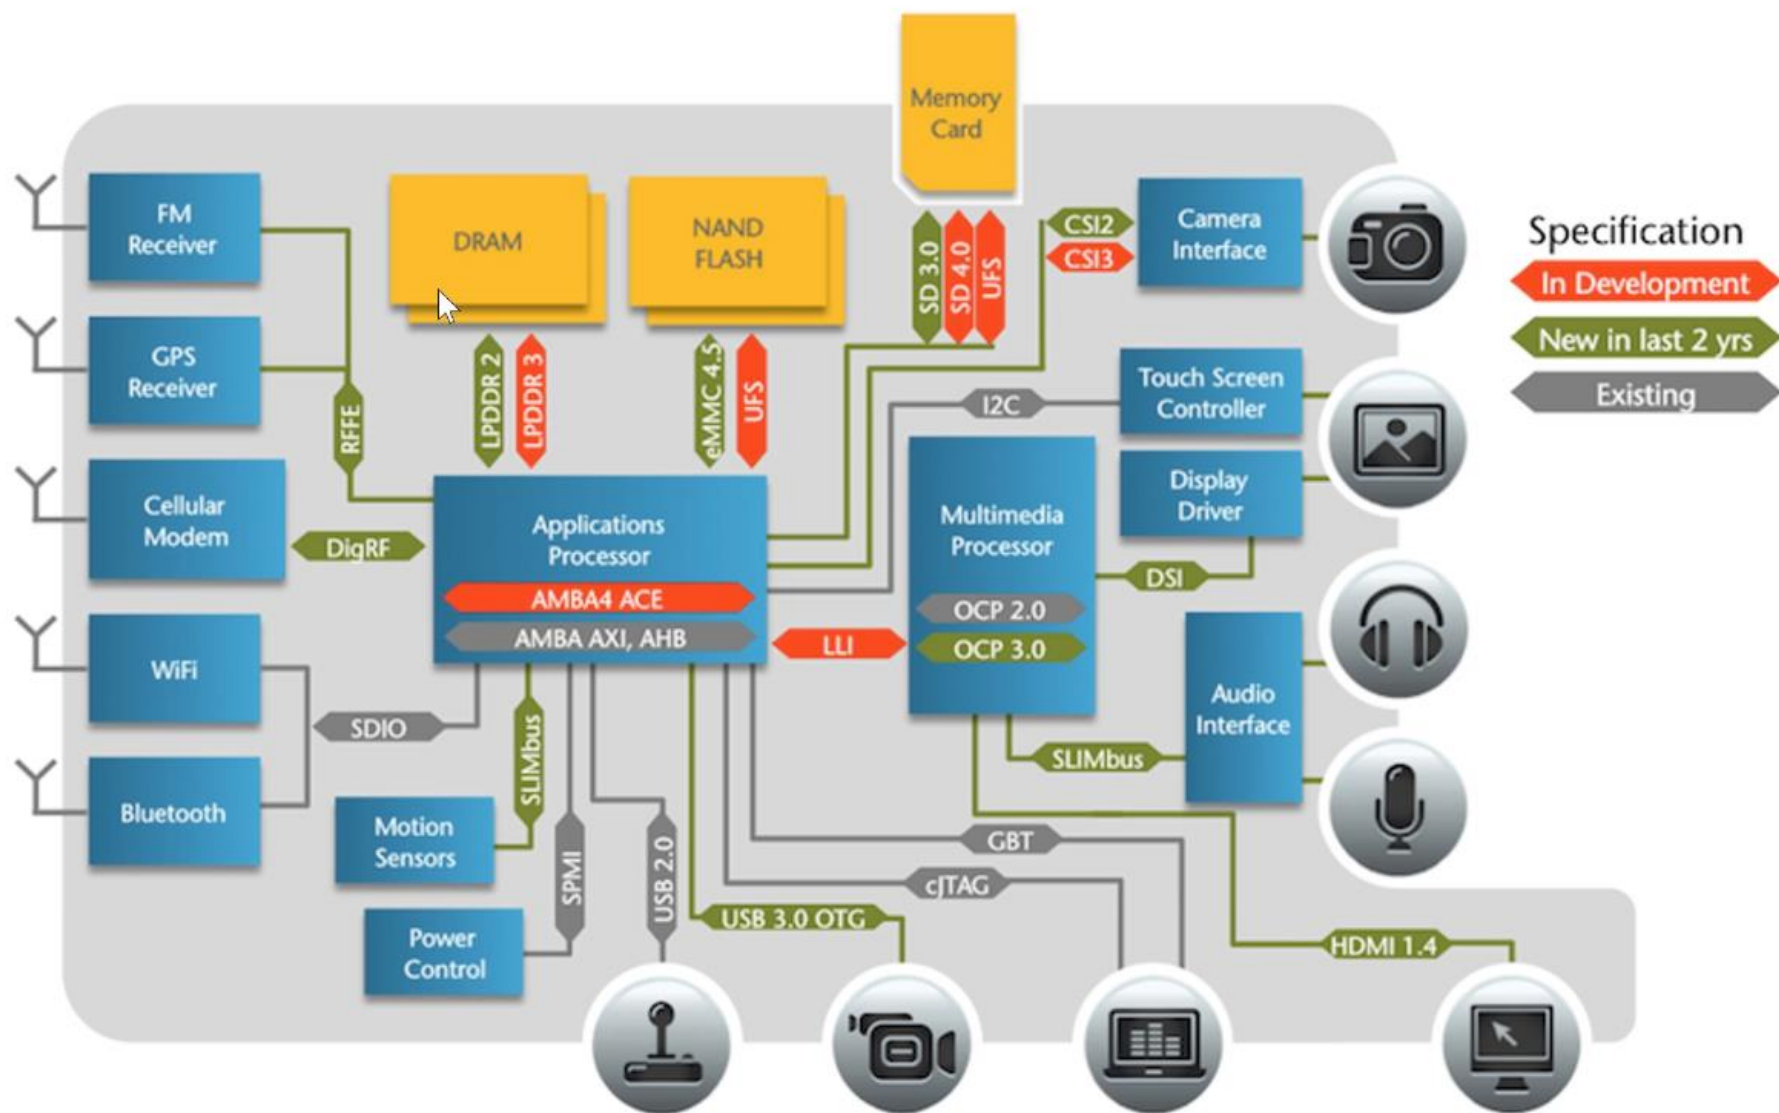 Memory
Card
FM
Receiver
DRAM
NAND
FLASH
SD 3.0
SD 4.0
UFS
CSI2
CSI3
Camera
Interface
Specification
In Development
New in last 2 yrs
Existing
GPS
Receiver
RFFE
LPDDR 2
LPDDR 3
eMMC 4.5
UFS
I2C
Touch Screen
Controller
Cellular
Modem
DigRF
Applications
Processor
AMBA4 ACE
AMBA AXI, AHB
LLI
Multimedia
Processor
OCP 2.0
OCP 3.0
Display
Driver
DSI
WiFi
SDIO
Bluetooth
SLIMbus
Audio
Interface
SLIMbus
Motion
Sensors
SPMI
USB 2.0
GBT
cJTAG
USB 3.0 OTG
Power
Control
HDMI 1.4